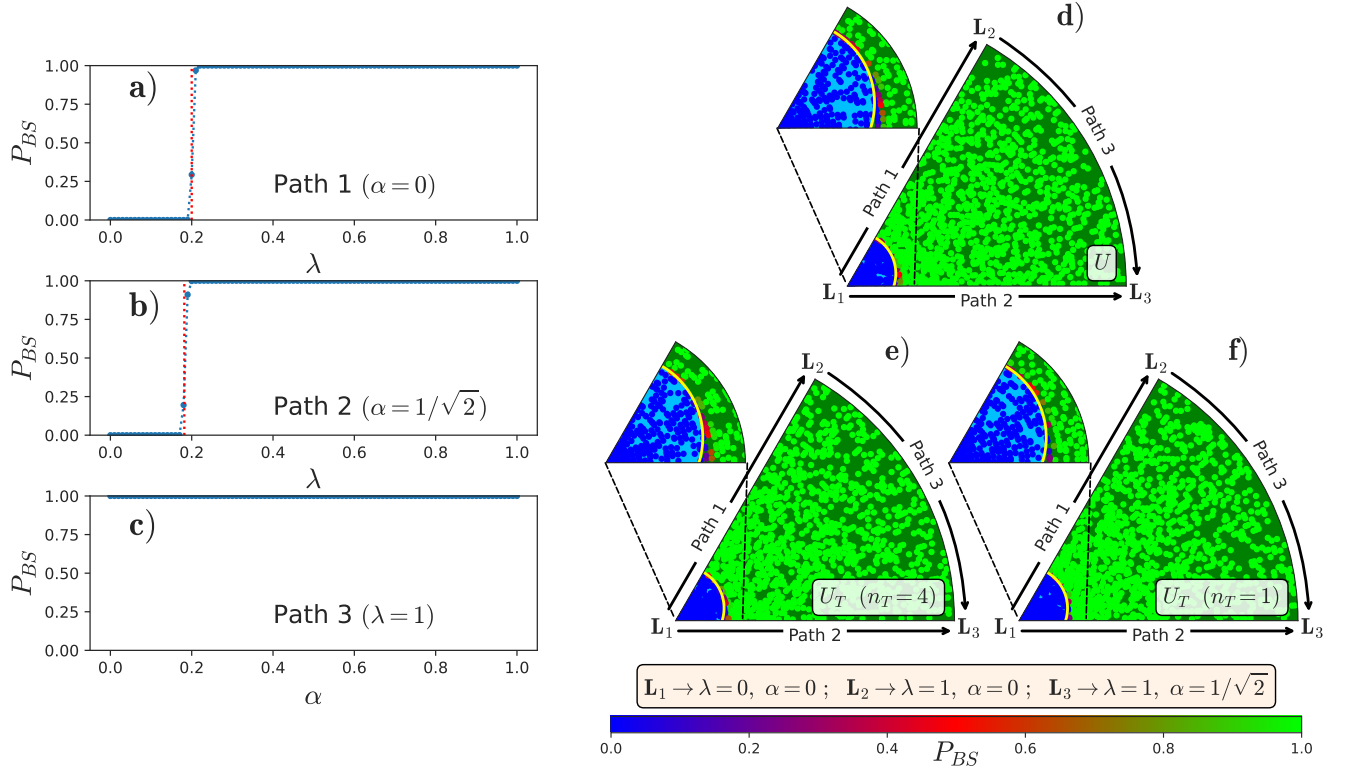 a)
1.00
0.75
0.50
0.25
0.00
P_BS
Path 1 (α = 0)
0.0 0.2 0.4 0.6 0.8 1.0
λ
b)
1.00
0.75
0.50
0.25
0.00
P_BS
Path 2 (α = 1/√2)
0.0 0.2 0.4 0.6 0.8 1.0
λ
c)
1.00
0.75
0.50
0.25
0.00
P_BS
Path 3 (λ = 1)
0.0 0.2 0.4 0.6 0.8 1.0
α
d)
L₂
Path 1
Path 3
U
L₁
Path 2
L₃
e)
L₂
Path 1
Path 3
U_T (n_T = 4)
L₁
Path 2
L₃
f)
L₂
Path 1
Path 3
U_T (n_T = 1)
L₁
Path 2
L₃
L₁ → λ = 0, α = 0 ; L₂ → λ = 1, α = 0 ; L₃ → λ = 1, α = 1/√2
0.0 0.2 0.4 0.6 0.8 1.0
P_BS